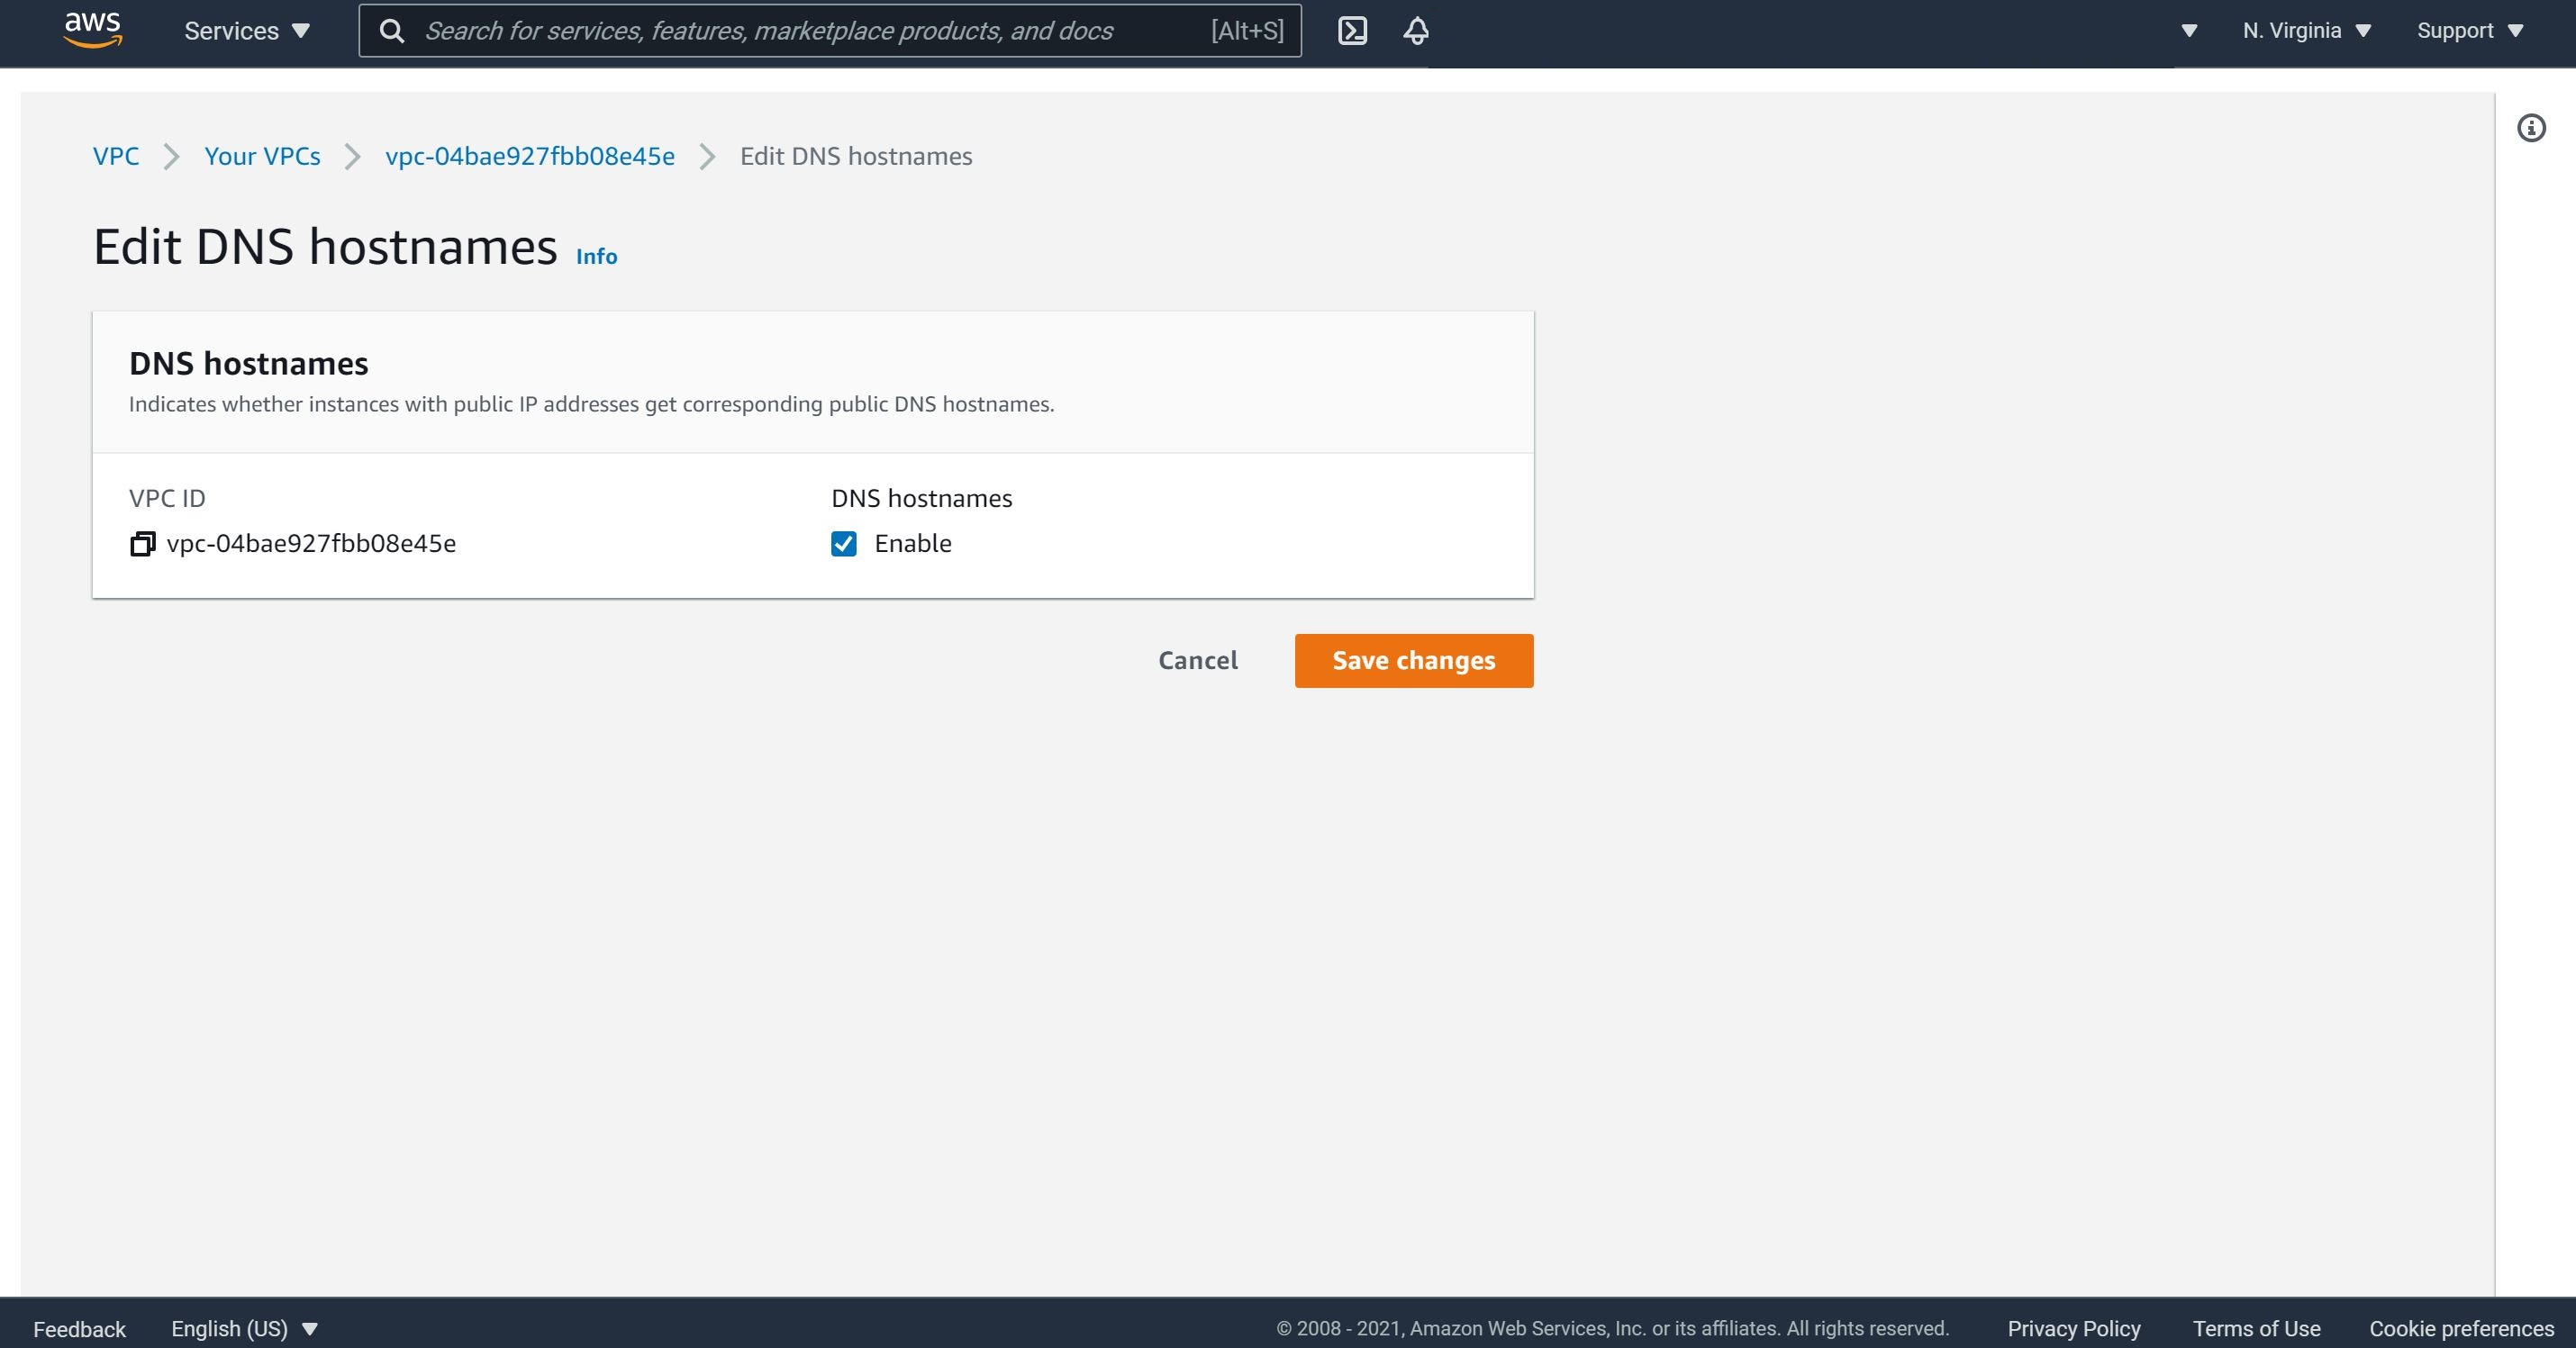 aws Services Search for services, features, marketplace products, and docs [Alt+S] N. Virginia Support
VPC Your VPCs vpc-04bae927fbb08e45e Edit DNS hostnames
Edit DNS hostnames Info
DNS hostnames
Indicates whether instances with public IP addresses get corresponding public DNS hostnames.
VPC ID DNS hostnames
vpc-04bae927fbb08e45e Enable
Cancel Save changes
Feedback English (US) © 2008 - 2021, Amazon Web Services, Inc. or its affiliates. All rights reserved. Privacy Policy Terms of Use Cookie preferences